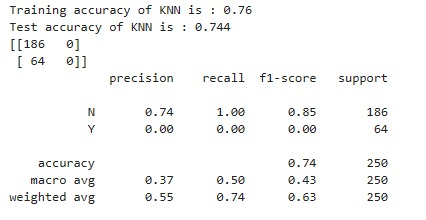 Training accuracy of KNN is : 0.76
Test accuracy of KNN is : 0.744
[[186   0]
 [ 64   0]]
              precision    recall  f1-score   support

           N       0.74      1.00      0.85       186
           Y       0.00      0.00      0.00        64

    accuracy                           0.74       250
   macro avg       0.37      0.50      0.43       250
weighted avg       0.55      0.74      0.63       250